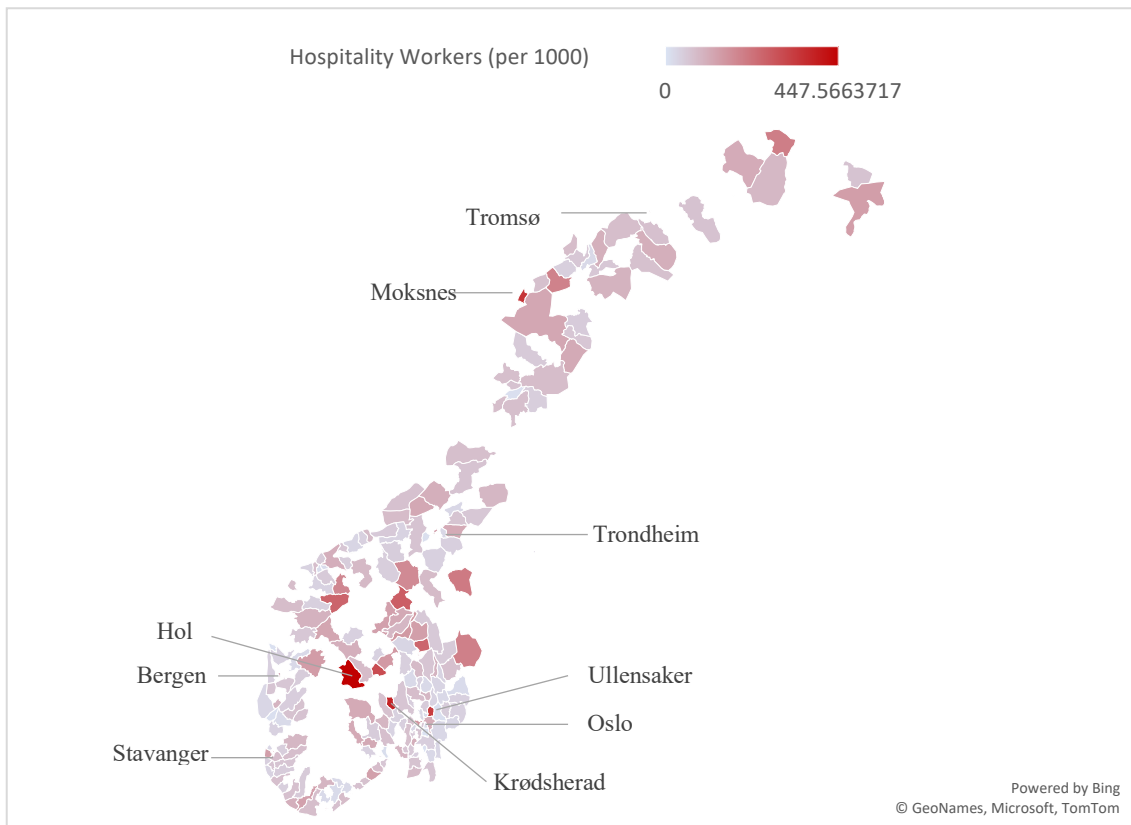 Hospitality Workers (per 1000)
0
447.5663717
Tromsø
Moksnes
Trondheim
Hol
Bergen
Ullensaker
Oslo
Stavanger
Krødsherad
Powered by Bing
© GeoNames, Microsoft, TomTom